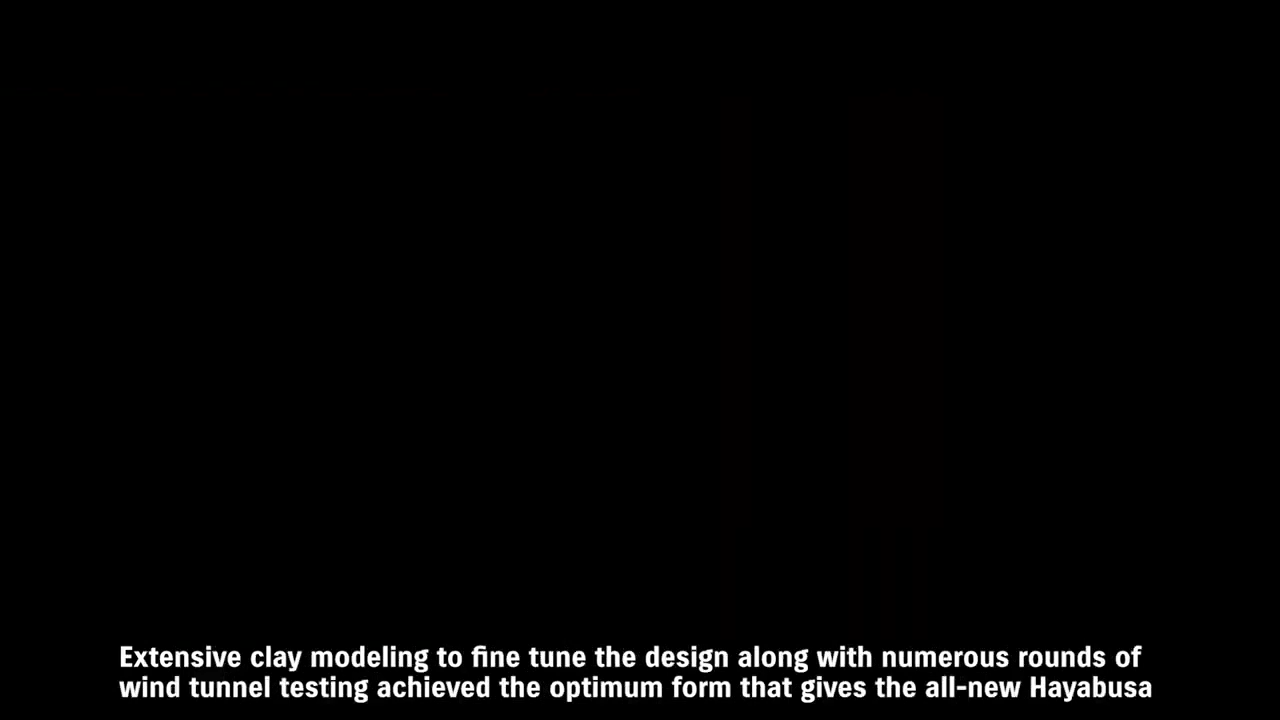 Extensive clay modeling to fine tune the design along with numerous rounds of
wind tunnel testing achieved the optimum form that gives the all-new Hayabusa